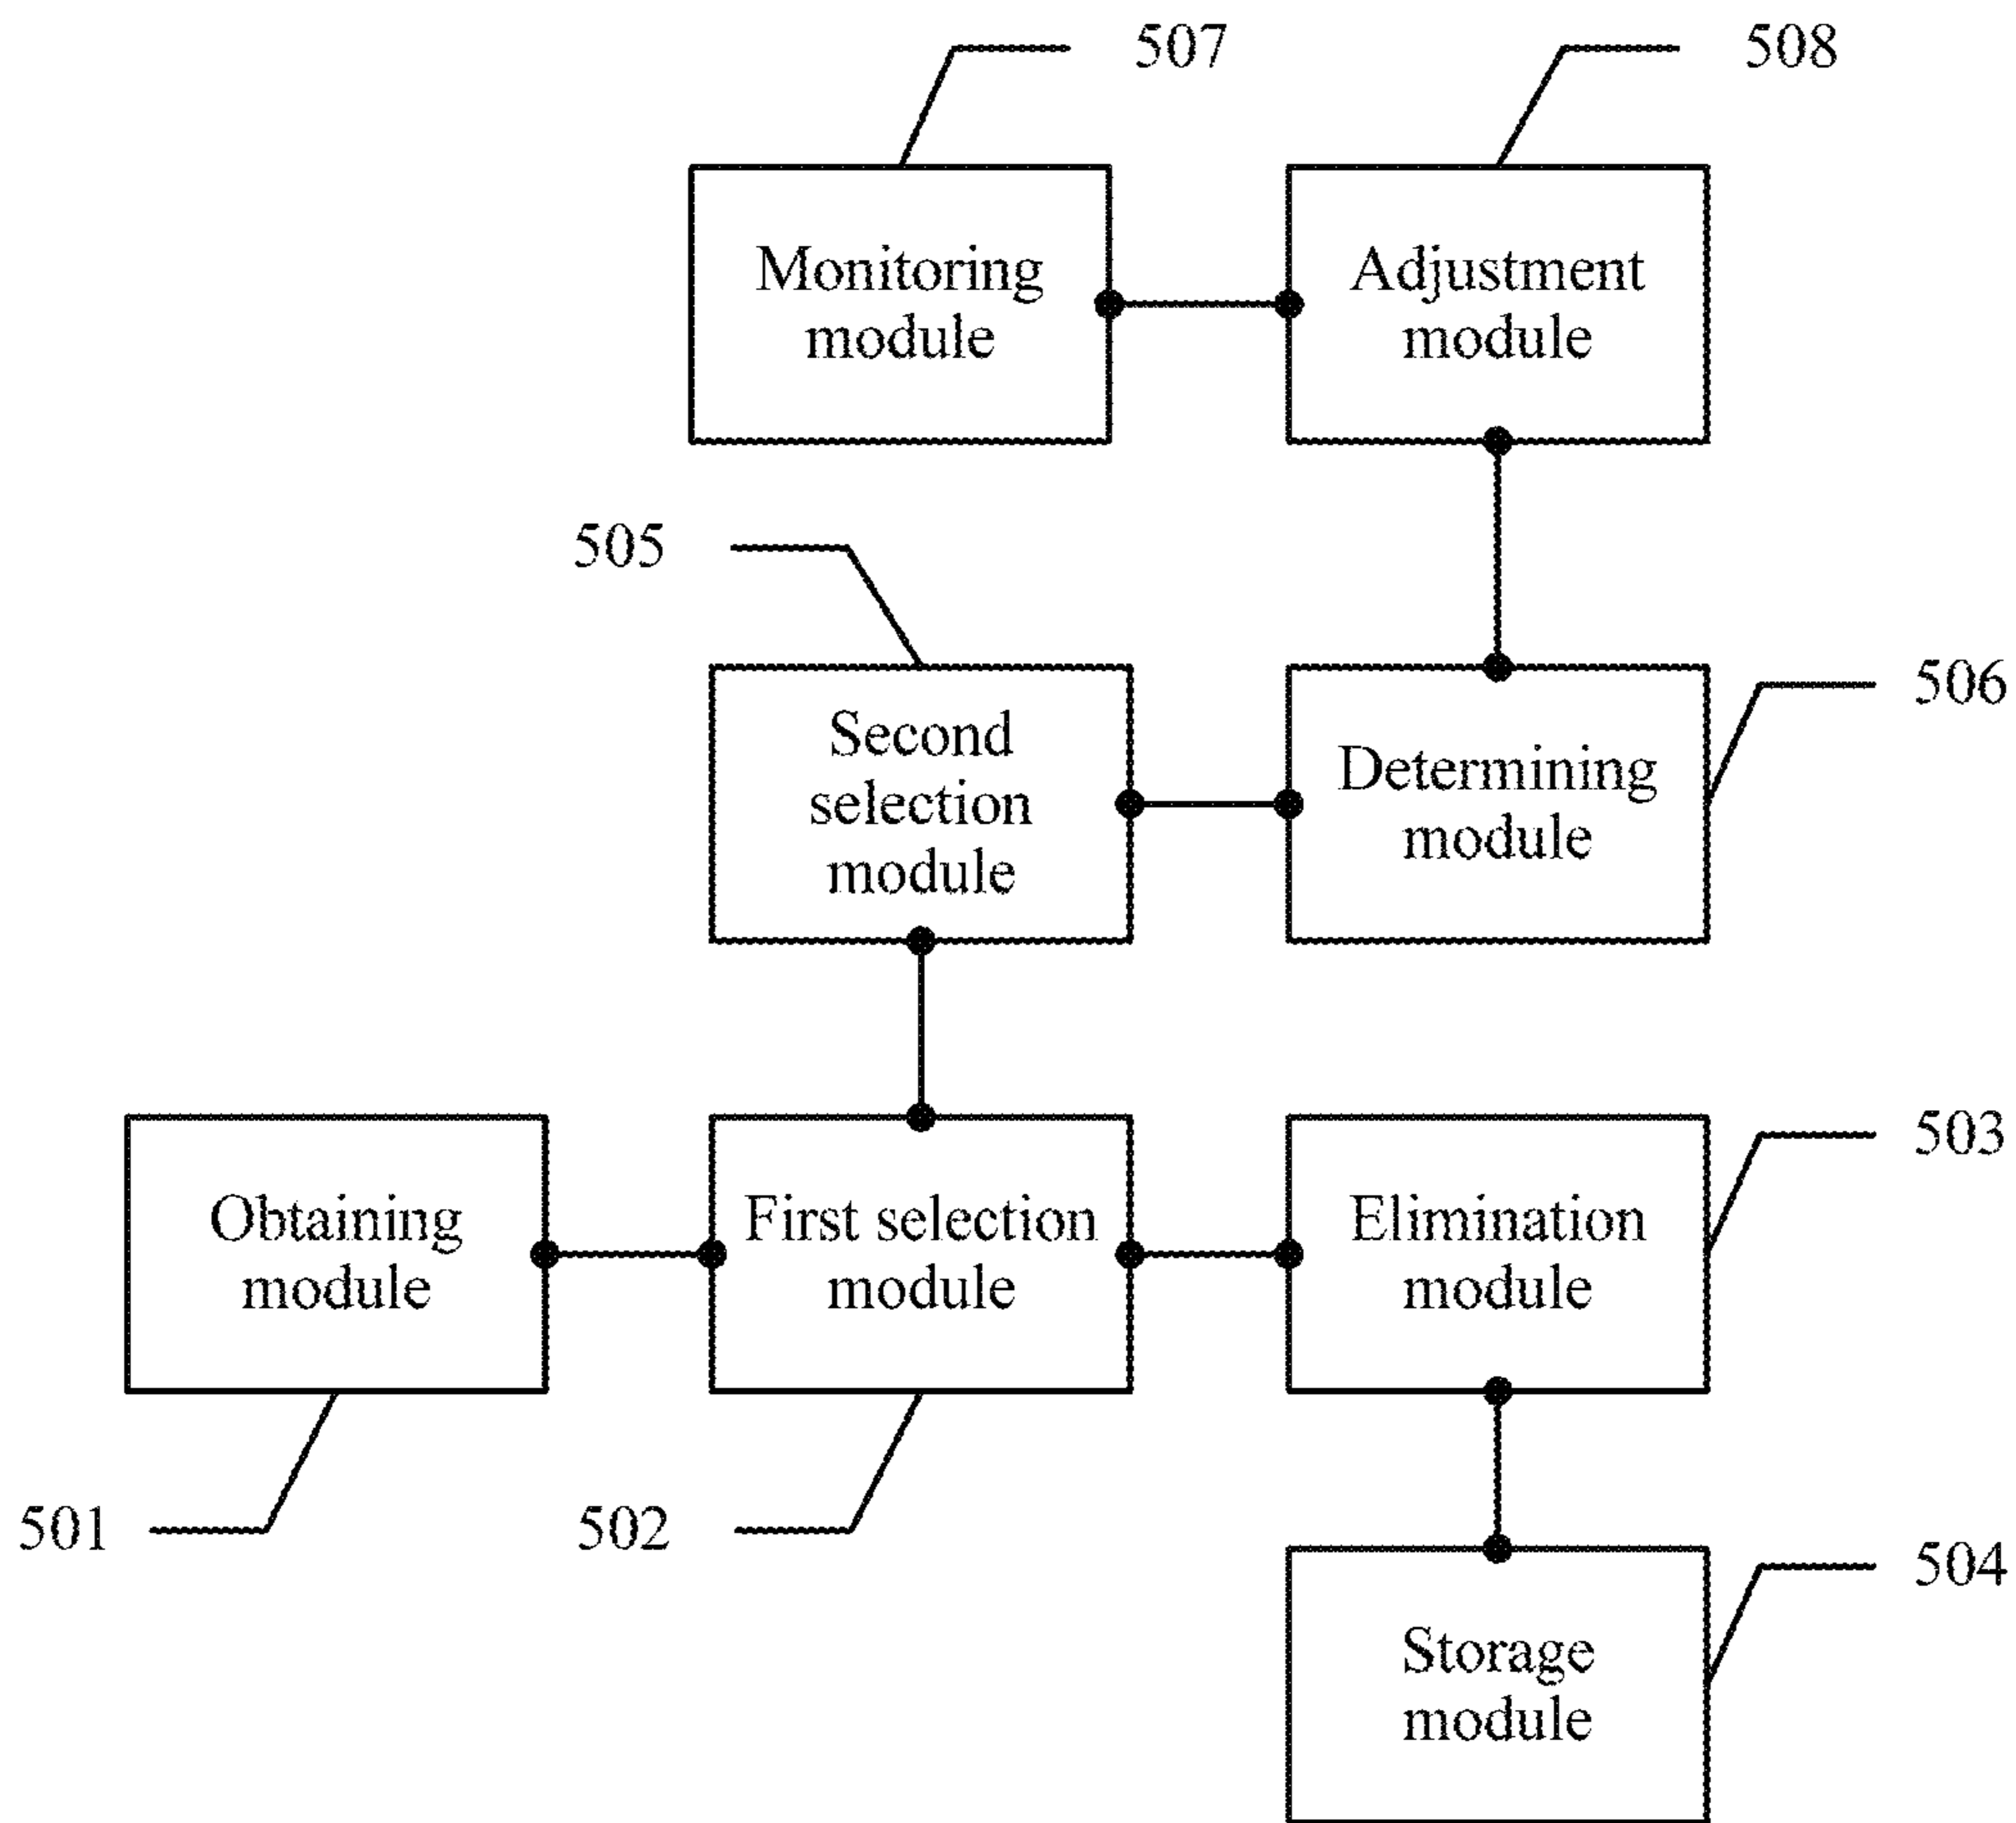 507
508
Monitoring
module
Adjustment
module
505
506
Second
selection
module
Determining
module
503
Obtaining
module
First selection
module
Elimination
module
501
502
504
Storage
module